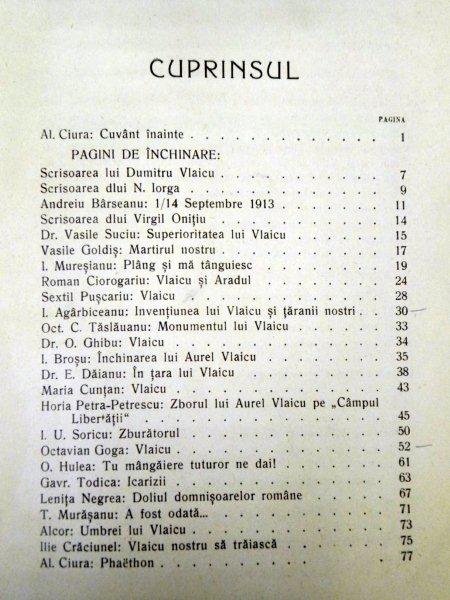 CUPRINSUL
PAGINA
Al. Ciura: Cuvânt înainte . . . . . . . . . . . 1
PAGINI DE ÎNCHINARE:
Scrisoarea lui Dumitru Vlaicu . . . . . . . . . 7
Scrisoarea dlui N. Iorga . . . . . . . . . . . 9
Andreiu Bârseanu: 1/14 Septembre 1913 . . . . . . 11
Scrisoarea dlui Virgil Onițiu . . . . . . . . . 14
Dr. Vasile Suciu: Superioritatea lui Vlaicu . . . . . 15
Vasile Goldiș: Martirul nostru . . . . . . . . . 17
I. Mureșianu: Plâng și mă tânguiesc . . . . . . . 19
Roman Ciorogariu: Vlaicu și Aradul . . . . . . . 24
Sextil Pușcariu: Vlaicu . . . . . . . . . . . 28
I. Agârbiceanu: Invențiunea lui Vlaicu și țăranii noștri . . 30
Oct. C. Tăslăuanu: Monumentul lui Vlaicu . . . . . 33
Dr. O. Ghibu: Vlaicu . . . . . . . . . . . . 34
I. Broșu: Închinarea lui Aurel Vlaicu . . . . . . . 35
Dr. E. Dăianu: În țara lui Vlaicu . . . . . . . . 38
Maria Cunțan: Vlaicu . . . . . . . . . . . . 43
Horia Petra-Petrescu: Zborul lui Aurel Vlaicu pe „Câmpul
Libertății“ . . . . . . . . . . . . . . 45
I. U. Soricu: Zburătorul . . . . . . . . . . . 50
Octavian Goga: Vlaicu . . . . . . . . . . . . 52
O. Hulea: Tu mângâiere tuturor ne dai! . . . . . . 61
Gavr. Todica: Icarizii . . . . . . . . . . . . 63
Lenița Negrea: Doliul domnișoarelor române . . . . . 67
T. Murășanu: A fost odată... . . . . . . . . . 71
Alcor: Umbrei lui Vlaicu . . . . . . . . . . . 73
Ilie Crăciunel: Vlaicu nostru să trăiască . . . . . . 75
Al. Ciura: Phaëthon . . . . . . . . . . . . 77